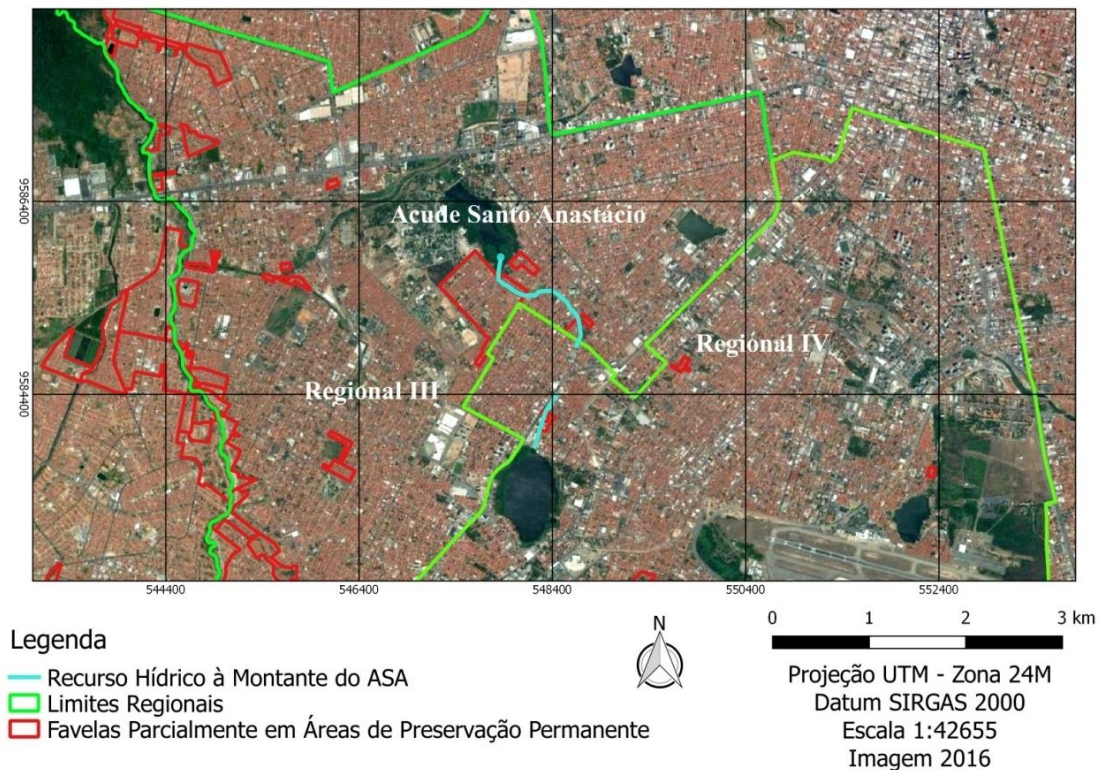 9586400
Acude Santo Anastácio
Regional IV
Regional III
9584400
544400
546400
548400
550400
552400
Legenda
Recurso Hídrico à Montante do ASA
Limites Regionais
Favelas Parcialmente em Áreas de Preservação Permanente
N
0 1 2 3 km
Projeção UTM - Zona 24M
Datum SIRGAS 2000
Escala 1:42655
Imagem 2016